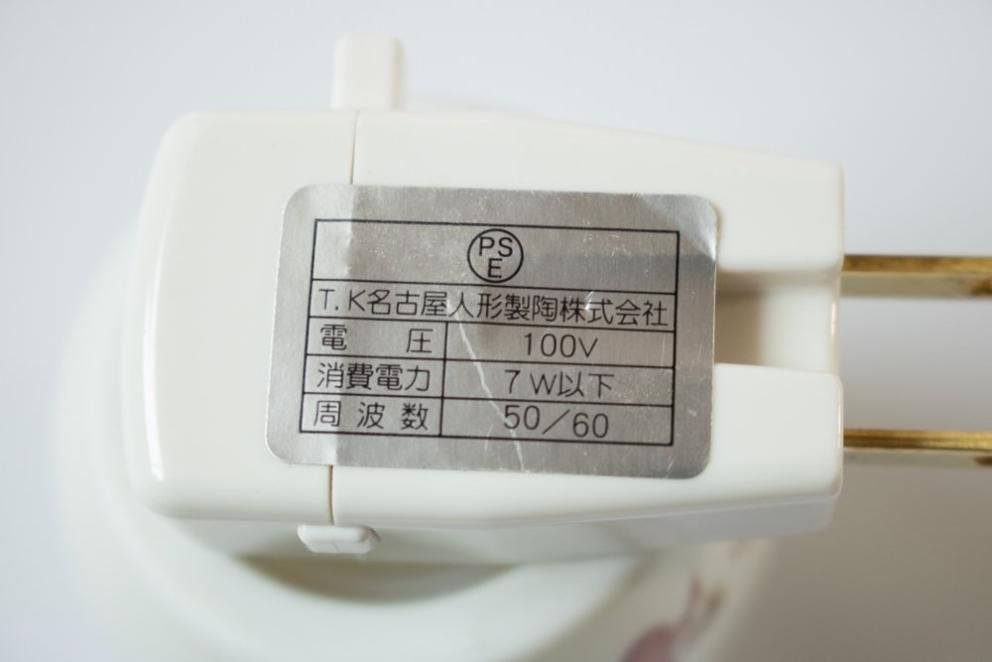 PS
E
T.K名古屋人形製陶株式会社
電 圧 100V
消費電力 7W以下
周波数 50/60